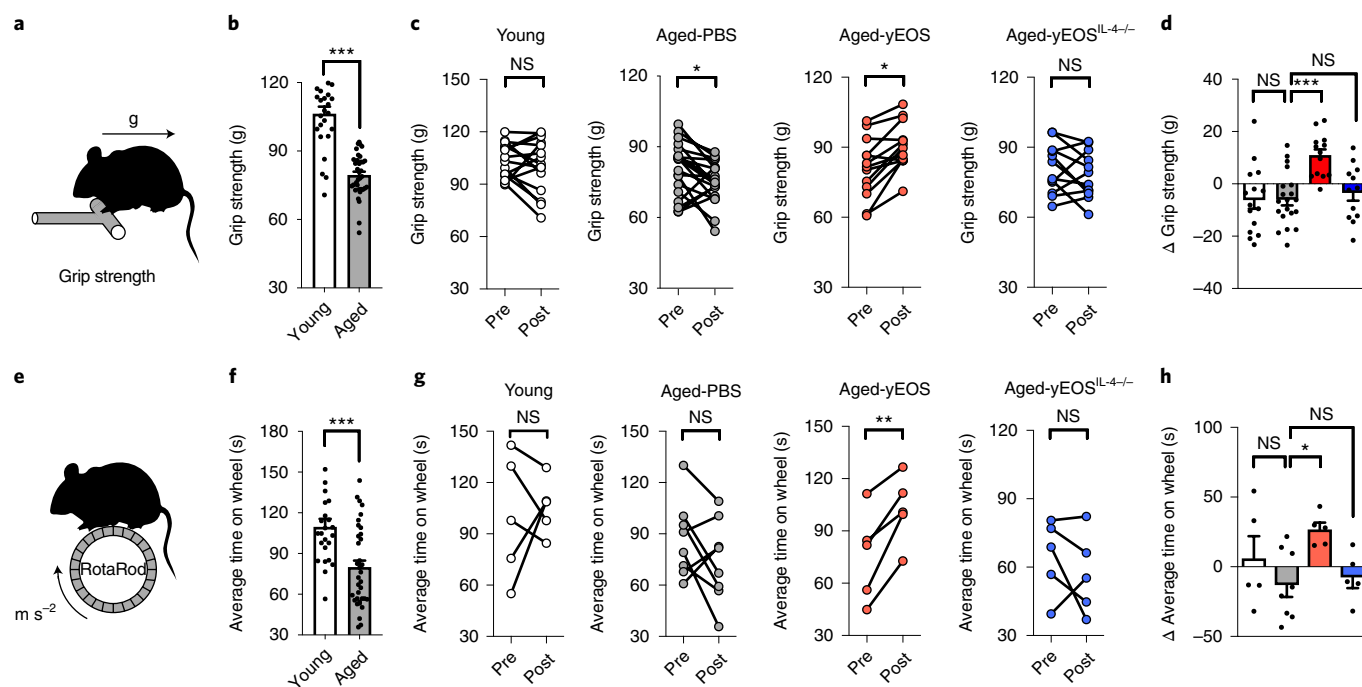 a
g
Grip strength
b
***
Grip strength (g)
120
90
60
30
Young
Aged
c
Young
NS
Grip strength (g)
150
120
90
60
30
Pre
Post
Aged-PBS
*
Grip strength (g)
120
90
60
30
Pre
Post
Aged-yEOS
*
Grip strength (g)
120
90
60
30
Pre
Post
Aged-yEOS^IL-4–/–
NS
Grip strength (g)
120
90
60
30
Pre
Post
d
NS
NS
***
Δ Grip strength (g)
40
20
0
–20
–40
e
RotaRod
m s⁻²
f
***
Average time on wheel (s)
180
150
120
90
60
30
Young
Aged
g
Young
NS
Average time on wheel (s)
150
120
90
60
30
Pre
Post
Aged-PBS
NS
Average time on wheel (s)
150
120
90
60
30
Pre
Post
Aged-yEOS
**
Average time on wheel (s)
150
120
90
60
30
Pre
Post
Aged-yEOS^IL-4–/–
NS
Average time on wheel (s)
120
90
60
30
Pre
Post
h
NS
NS
*
Δ Average time on wheel (s)
100
50
0
–50